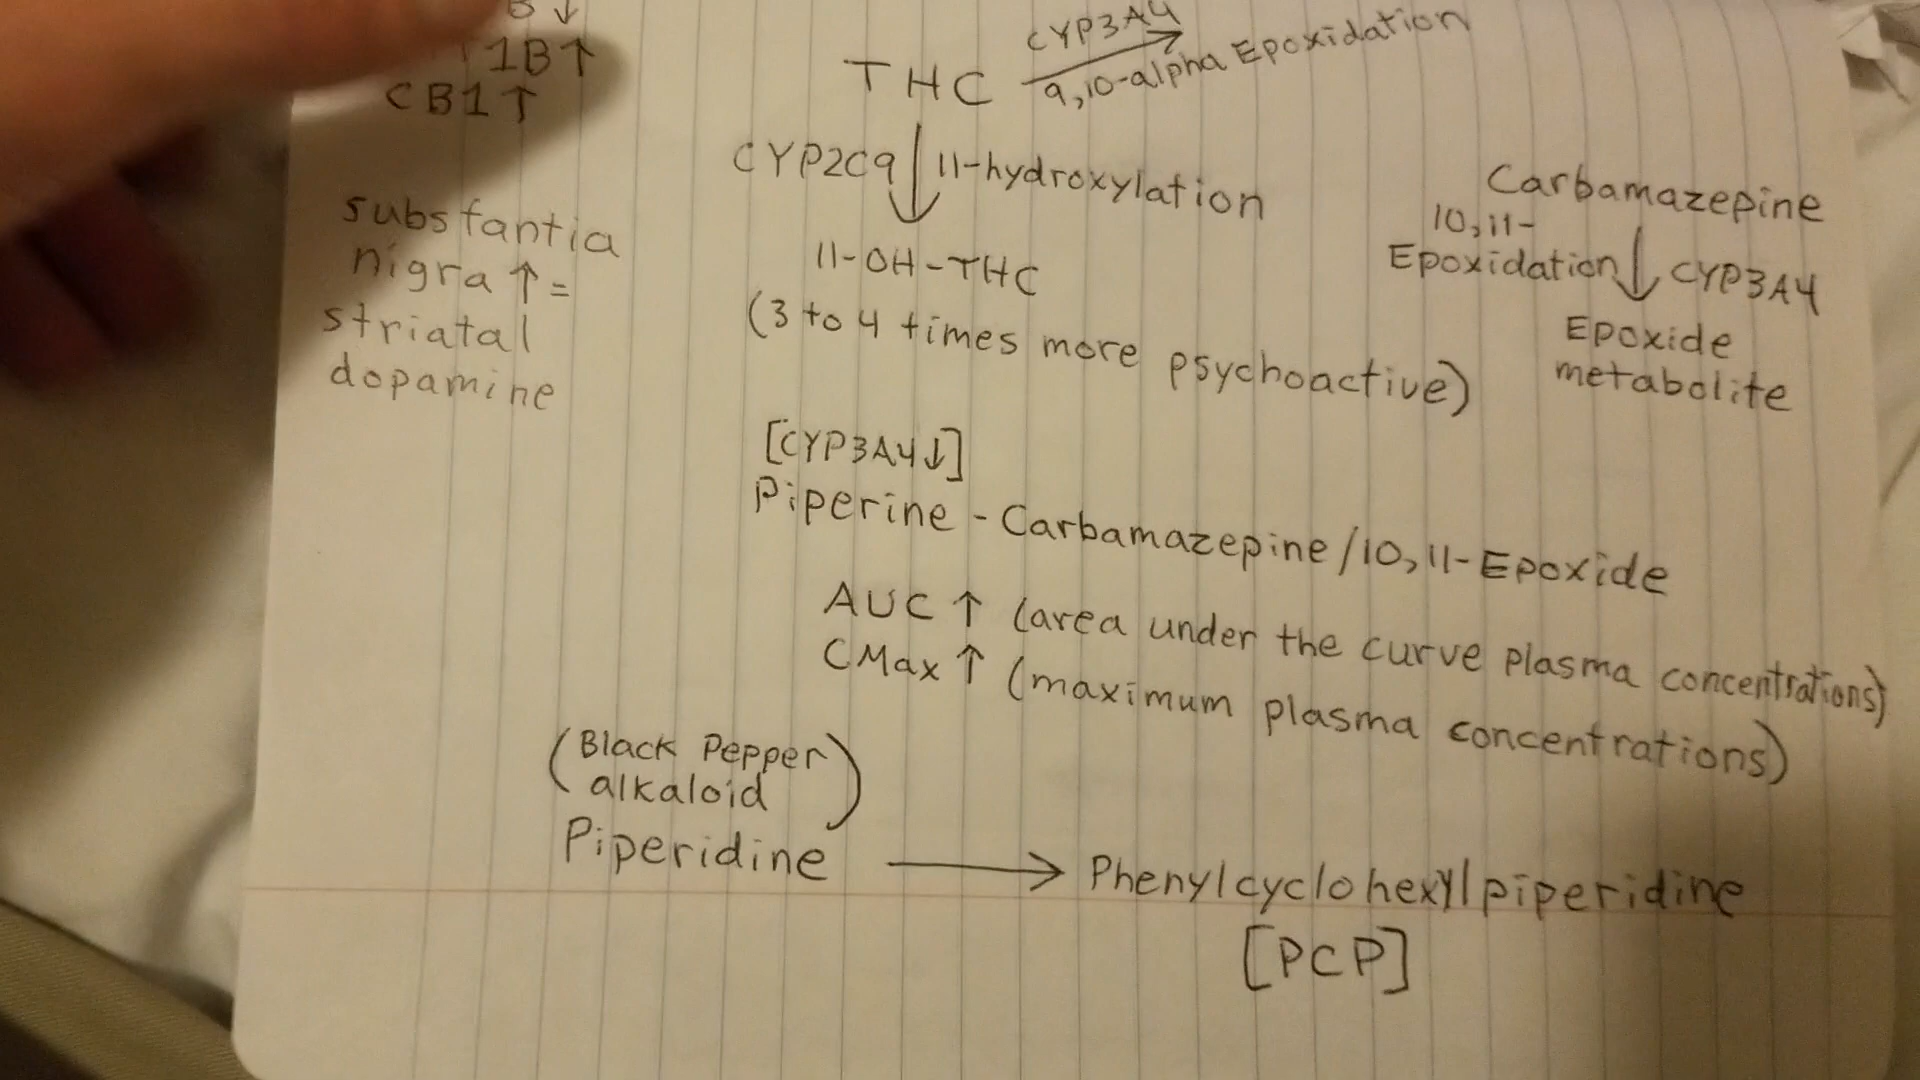 B↓
1B↑
CB1↑
substantia
nigra ↑ =
striatal
dopamine
THC
CYP3A4
9,10-alpha Epoxidation
CYP2C9
11-hydroxylation
11-OH-THC
(3 to 4 times more psychoactive)
Carbamazepine
10,11-
Epoxidation
CYP3A4
Epoxide
metabolite
[CYP3A4↓]
Piperine - Carbamazepine/10,11-Epoxide
AUC ↑ (area under the curve plasma concentrations)
CMax ↑ (maximum plasma concentrations)
(Black Pepper
alkaloid)
Piperidine → Phenylcyclohexylpiperidine
[PCP]